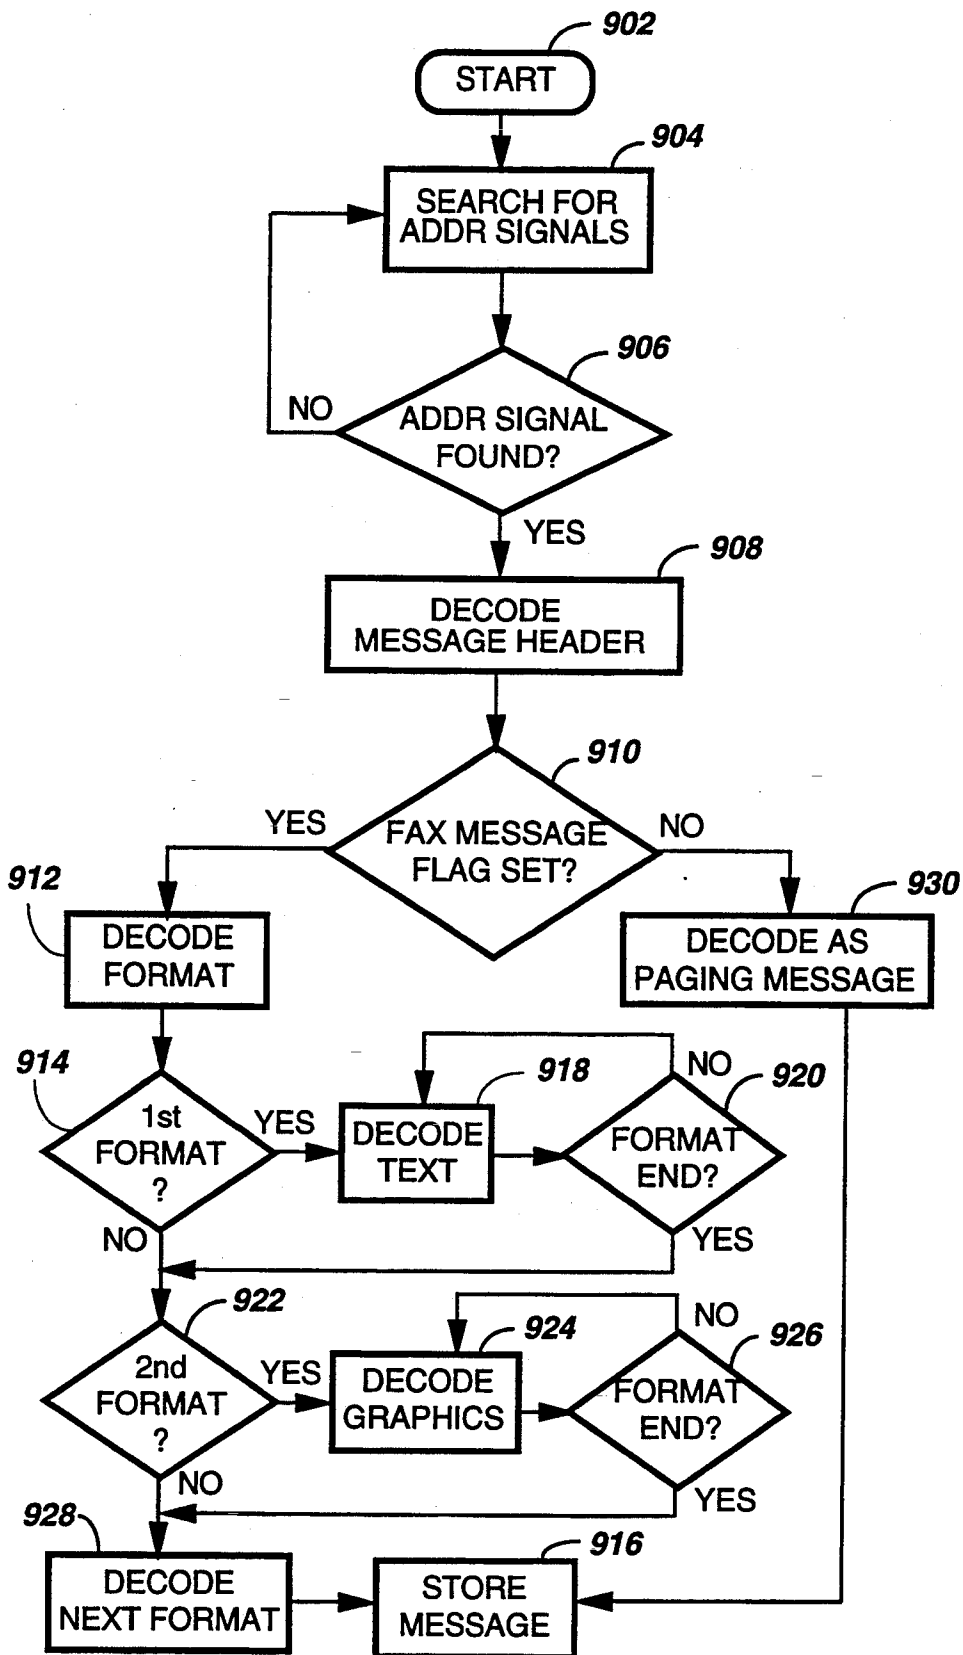 902
START
904
SEARCH FOR
ADDR SIGNALS
906
NO
ADDR SIGNAL
FOUND?
YES
908
DECODE
MESSAGE HEADER
910
YES
FAX MESSAGE
FLAG SET?
NO
912
DECODE
FORMAT
930
DECODE AS
PAGING MESSAGE
914
1st
FORMAT
?
YES
NO
918
DECODE
TEXT
NO
920
FORMAT
END?
YES
922
2nd
FORMAT
?
YES
NO
924
DECODE
GRAPHICS
NO
926
FORMAT
END?
YES
928
DECODE
NEXT FORMAT
916
STORE
MESSAGE